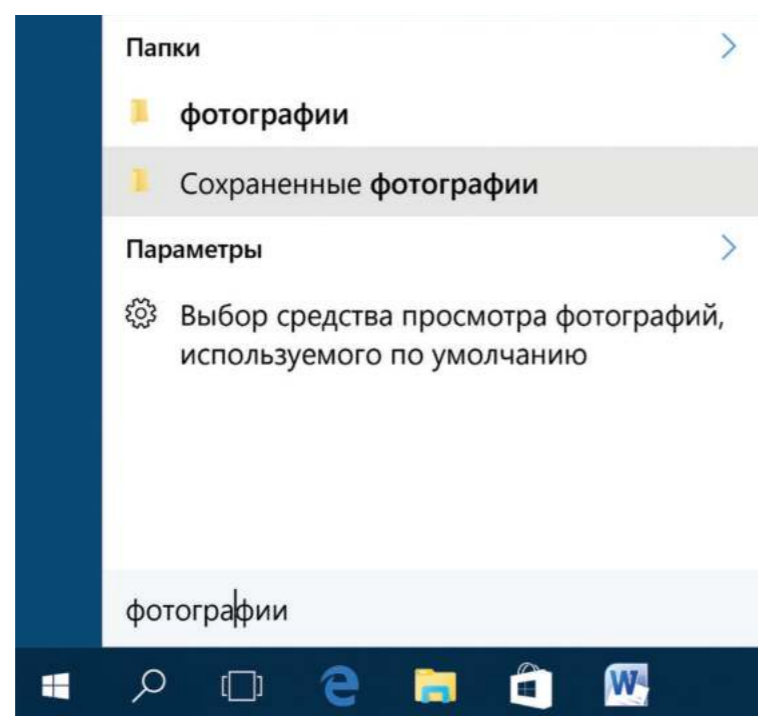 Папки
фотографии
Сохраненные фотографии
Параметры
Выбор средства просмотра фотографий,
используемого по умолчанию
фотографии
W